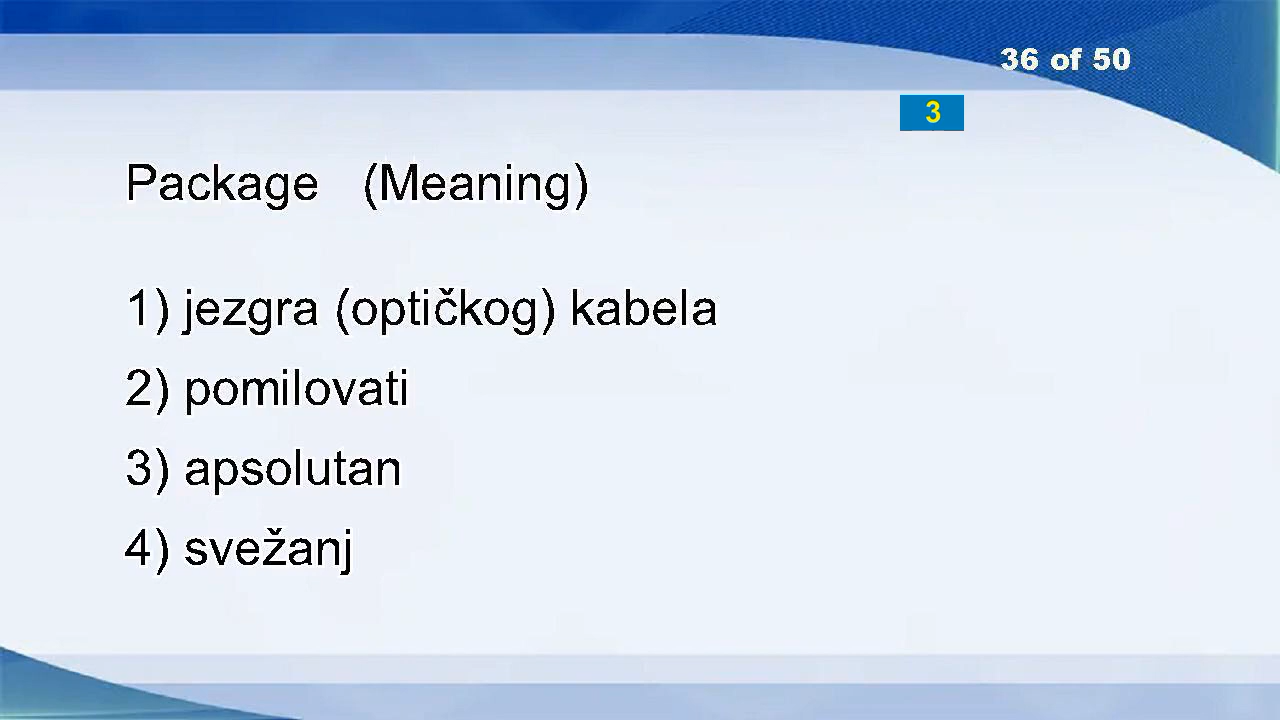 36 of 50
3
Package (Meaning)
1) jezgra (optičkog) kabela
2) pomilovati
3) apsolutan
4) svežanj